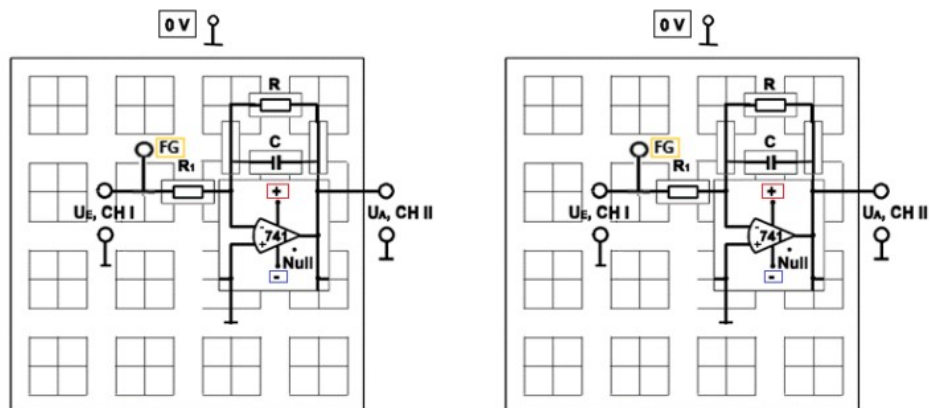 0 V
R
FG
C
R₁
+
Uₑ, CH I
Uₐ, CH II
-
+
741
Null
-
0 V
R
FG
C
R₁
+
Uₑ, CH I
Uₐ, CH II
-
+
741
Null
-